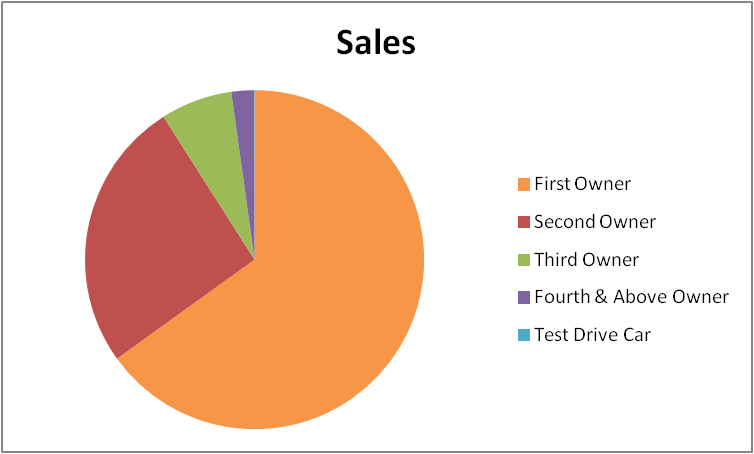 Sales
First Owner
Second Owner
Third Owner
Fourth & Above Owner
Test Drive Car